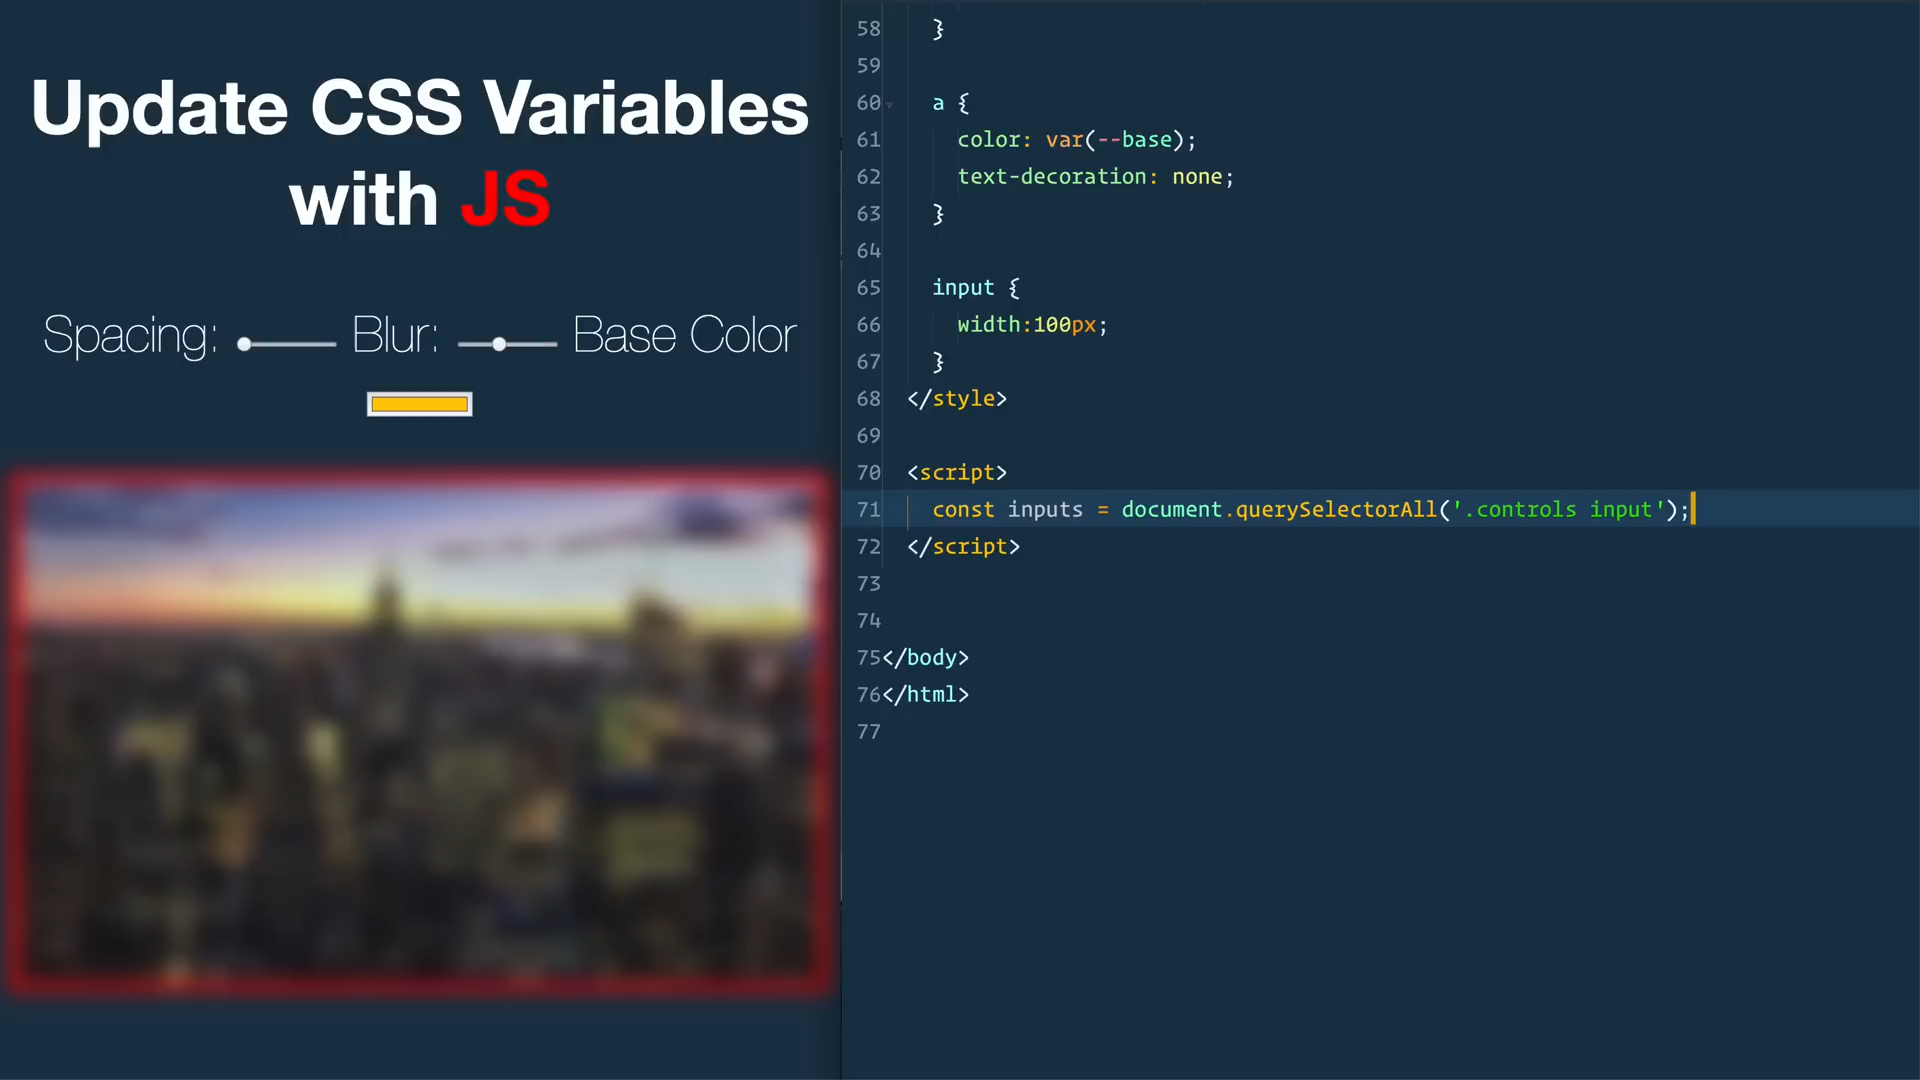 Update CSS Variables
with JS
Spacing: Blur: Base Color
58 }
59
60 a {
61 color: var(--base);
62 text-decoration: none;
63 }
64
65 input {
66 width:100px;
67 }
68 </style>
69
70 <script>
71 const inputs = document.querySelectorAll('.controls input');
72 </script>
73
74
75 </body>
76 </html>
77